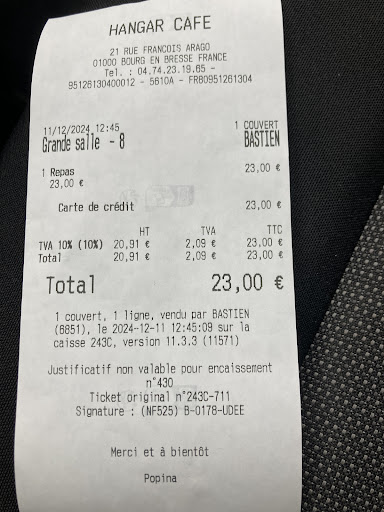 HANGAR CAFE
21 RUE FRANCOIS ARAGO
01000 BOURG EN BRESSE FRANCE
Tel. : 04.74.23.19.65 -
95126130400012 - 5610A - FR80951261304
11/12/2024 12:45 1 COUVERT
Grande salle - 8 BASTIEN
1 Repas 23,00 €
23,00 €
Carte de crédit 23,00 €
HT TVA TTC
TVA 10% (10%) 20,91 € 2,09 € 23,00 €
Total 20,91 € 2,09 € 23,00 €
Total 23,00 €
1 couvert, 1 ligne, vendu par BASTIEN
(6851), le 2024-12-11 12:45:09 sur la
caisse 243C, version 11.3.3 (11571)
Justificatif non valable pour encaissement
n°430
Ticket original n°243C-711
Signature : (NF525) B-0178-UDEE
Merci et à bientôt
Popina